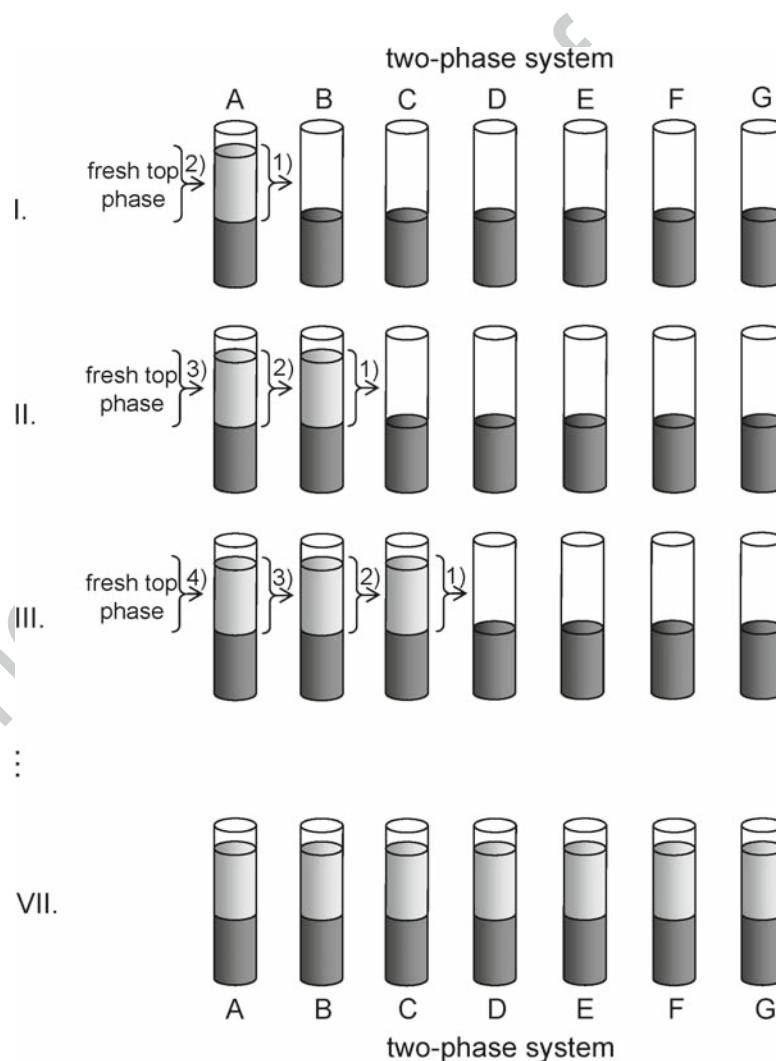 two-phase system
A B C D E F G
I. fresh top phase 2) 1)
II. fresh top phase 3) 2) 1)
III. fresh top phase 4) 3) 2) 1)
⋮
VII.
A B C D E F G
two-phase system